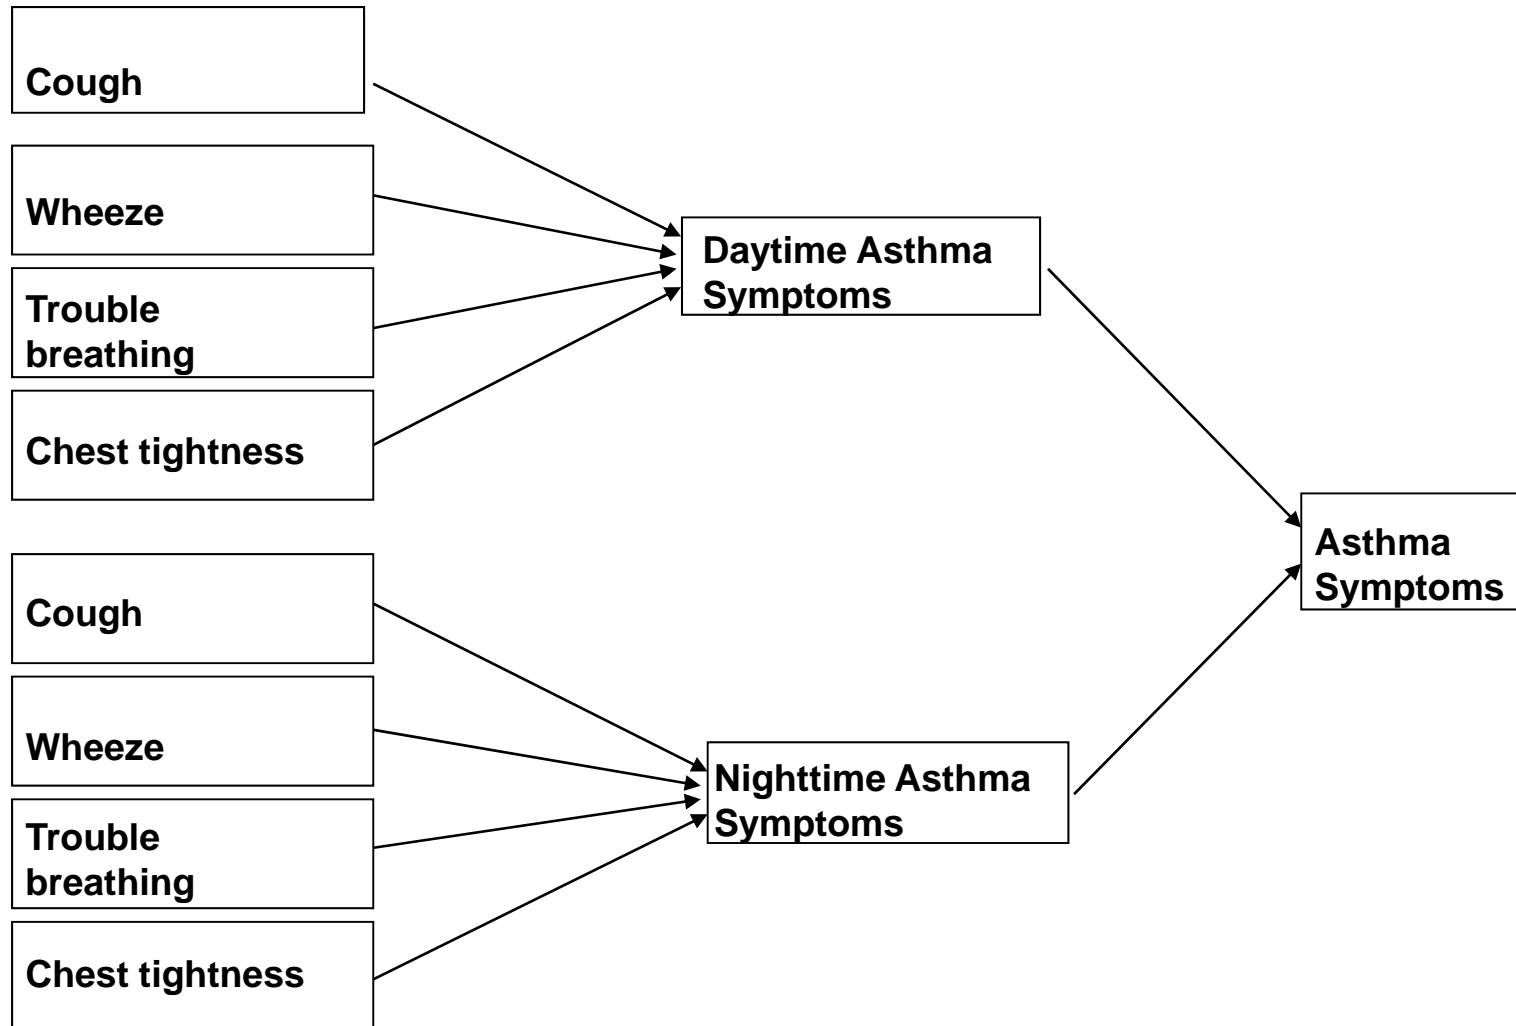 Cough
Wheeze
Trouble
breathing
Chest tightness
Daytime Asthma
Symptoms
Cough
Wheeze
Trouble
breathing
Chest tightness
Nighttime Asthma
Symptoms
Asthma
Symptoms